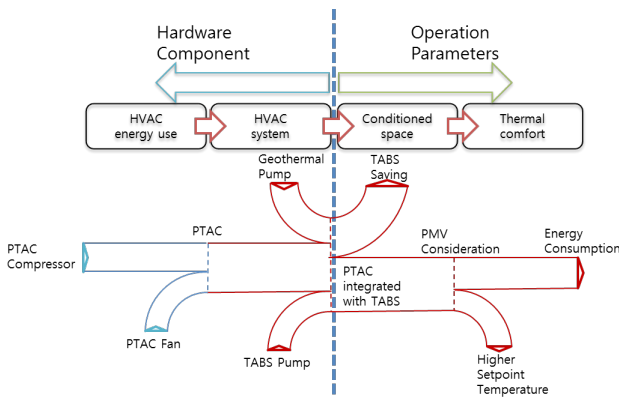 Hardware
Component
Operation
Parameters
HVAC
energy use
HVAC
system
Conditioned
space
Thermal
comfort
Geothermal
Pump
TABS
Saving
PTAC
PMV
Consideration
Energy
Consumption
PTAC
Compressor
PTAC
integrated
with TABS
PTAC Fan
TABS Pump
Higher
Setpoint
Temperature